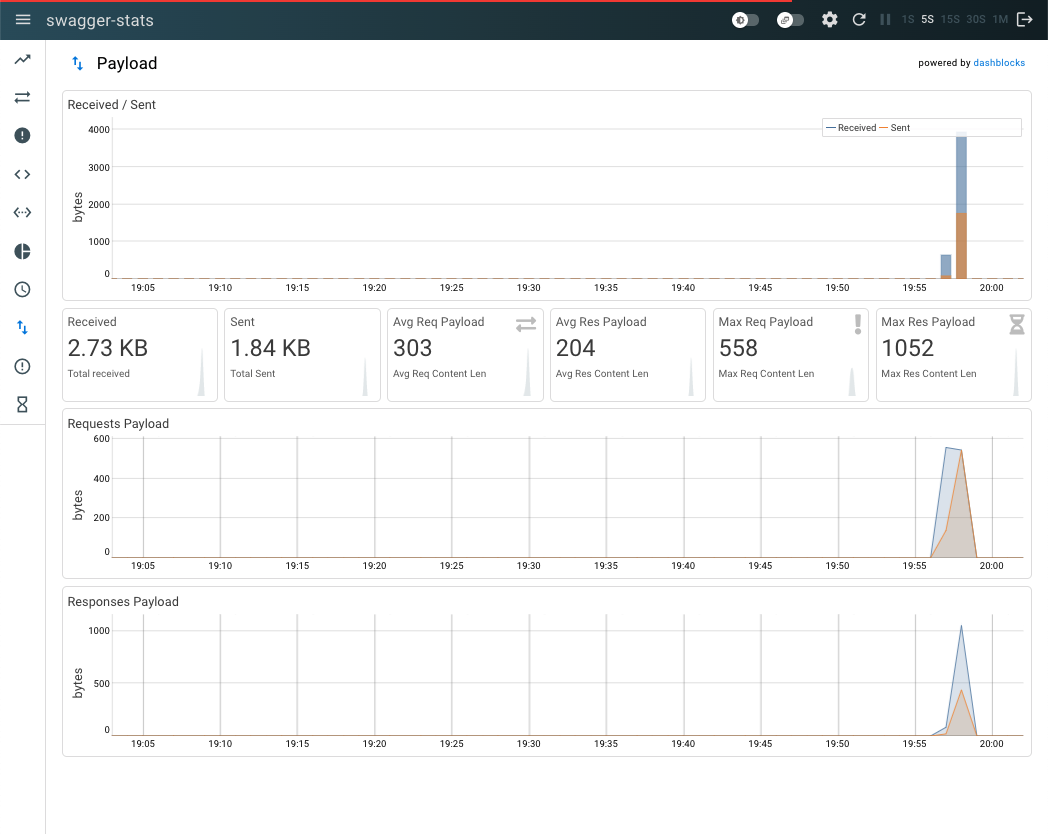 swagger-stats
1S 5S 15S 30S 1M
Payload
powered by dashblocks
Received / Sent
Received Sent
4000
3000
2000
1000
0
bytes
19:05 19:10 19:15 19:20 19:25 19:30 19:35 19:40 19:45 19:50 19:55 20:00
Received
2.73 KB
Total received
Sent
1.84 KB
Total Sent
Avg Req Payload
303
Avg Req Content Len
Avg Res Payload
204
Avg Res Content Len
Max Req Payload
558
Max Req Content Len
Max Res Payload
1052
Max Res Content Len
Requests Payload
600
400
200
0
bytes
19:05 19:10 19:15 19:20 19:25 19:30 19:35 19:40 19:45 19:50 19:55 20:00
Responses Payload
1000
500
0
bytes
19:05 19:10 19:15 19:20 19:25 19:30 19:35 19:40 19:45 19:50 19:55 20:00